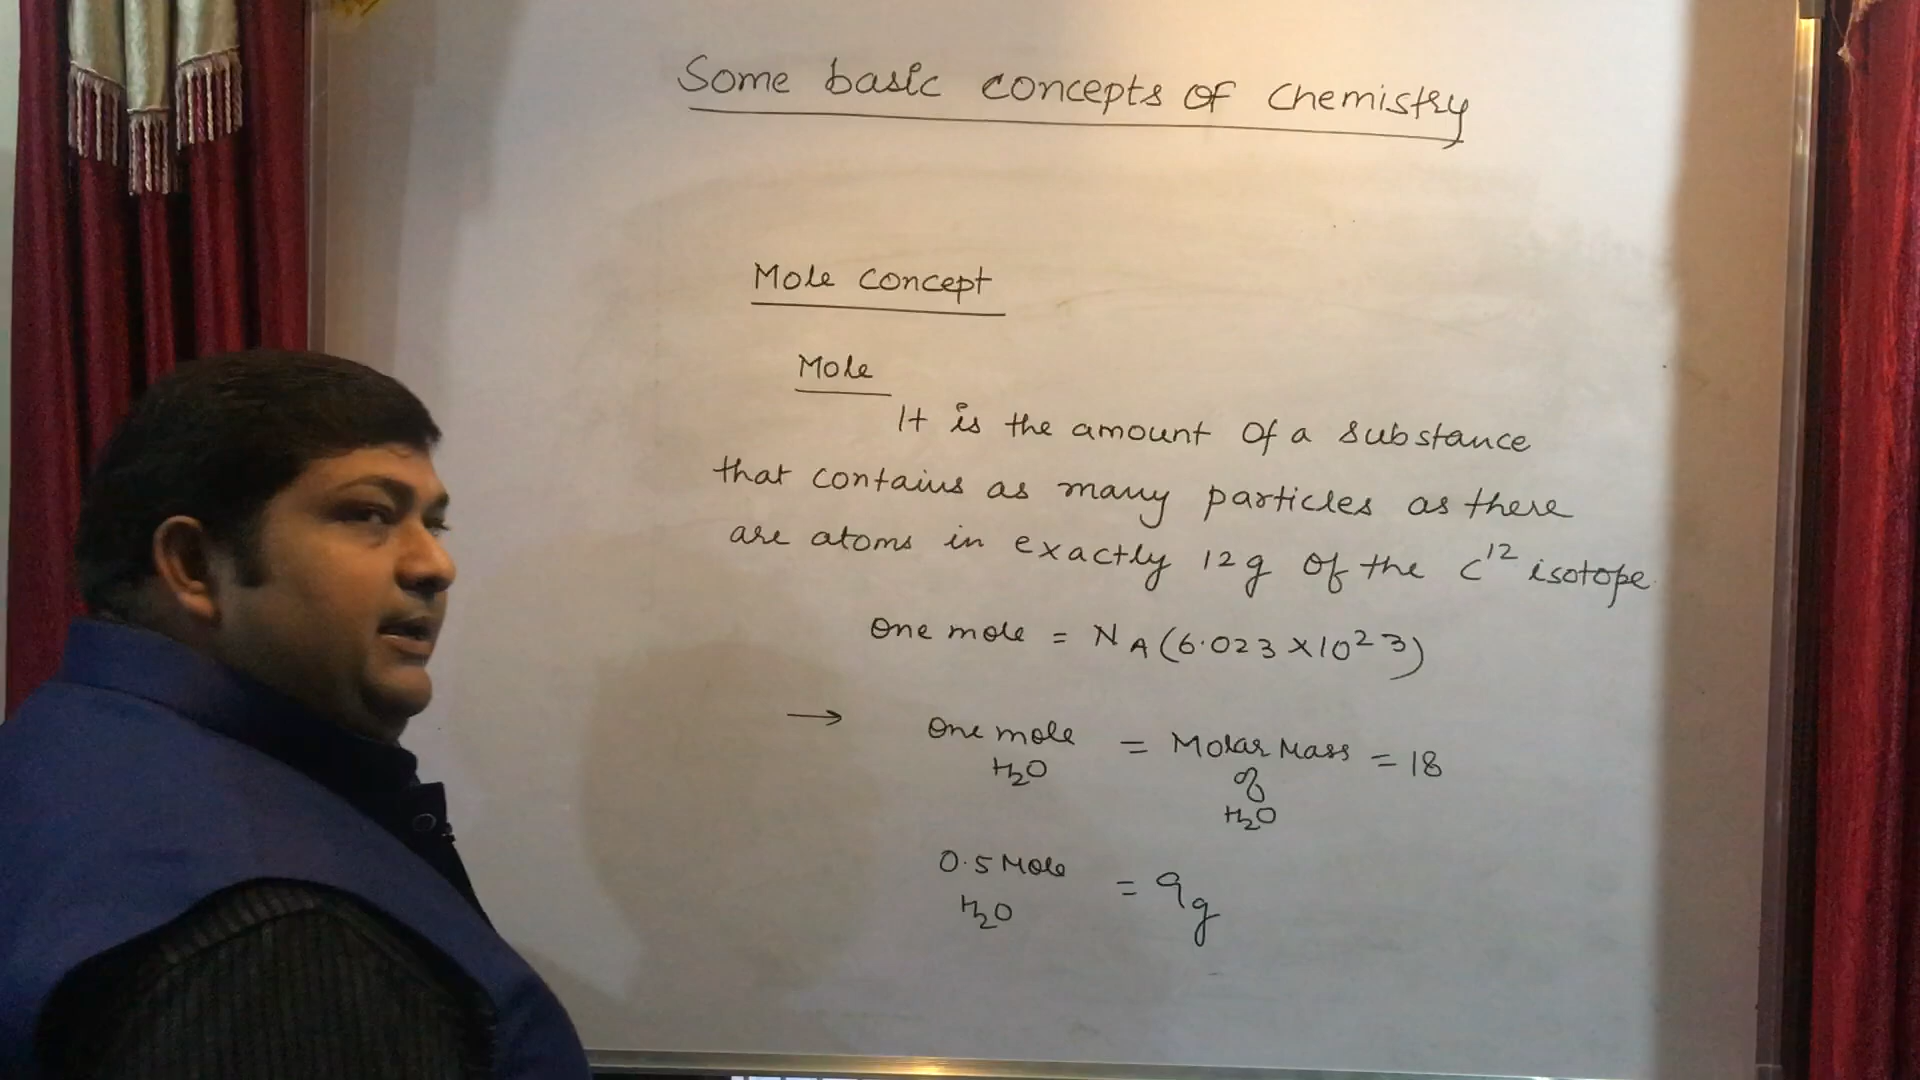 Some basic concepts of Chemistry
Mole concept
Mole
It is the amount of a substance
that contains as many particles as there
are atoms in exactly 12g of the C¹² isotope.
One mole = N_A (6.023 × 10²³)
→ One mole H₂O = Molar Mass of H₂O = 18
0.5 Mole H₂O = 9g